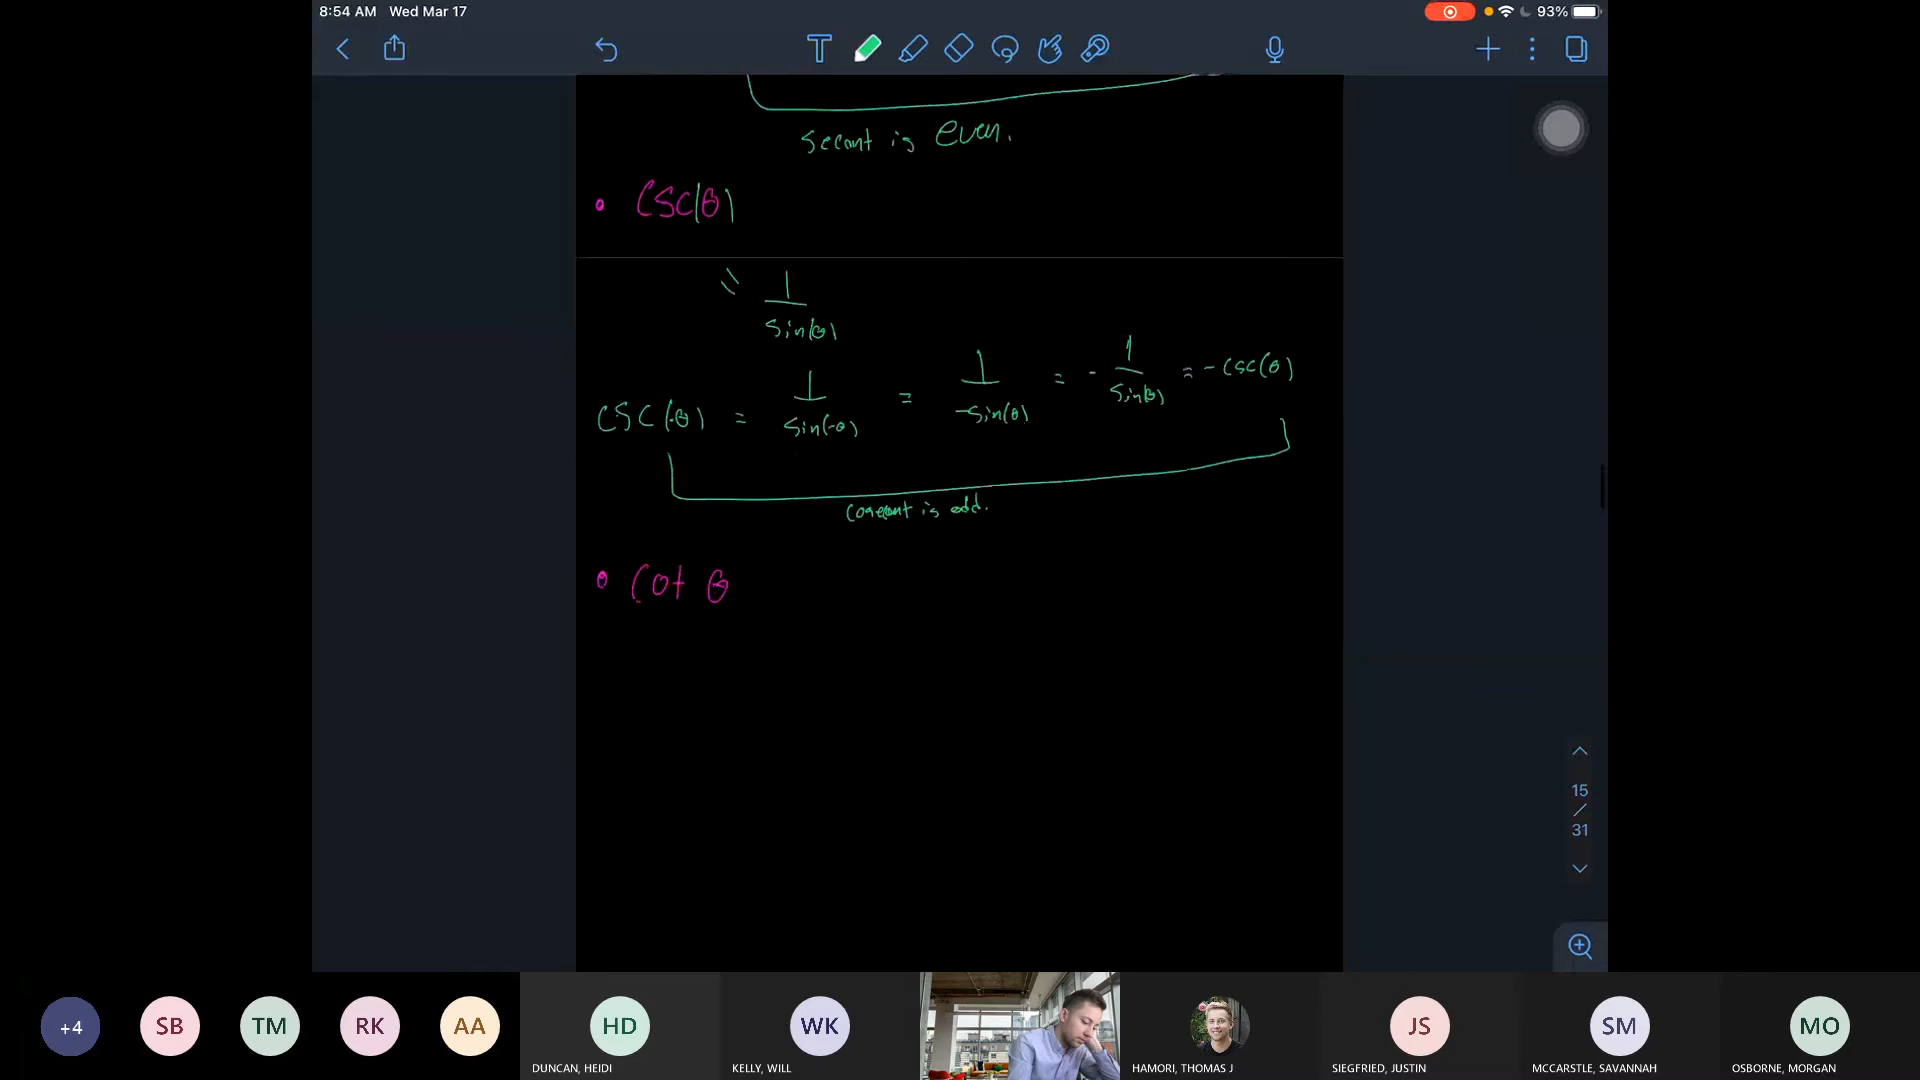 8:54 AM Wed Mar 17
93%
secant is even.
• CSC(θ)
= 1/sin(θ)
CSC(-θ) = 1/sin(-θ) = 1/-sin(θ) = - 1/sin(θ) = -CSC(θ)
cosecant is odd.
• Cot θ
15
/
31
+4
SB
TM
RK
AA
HD
WK
JS
SM
MO
DUNCAN, HEIDI
KELLY, WILL
HAMORI, THOMAS J
SIEGFRIED, JUSTIN
MCCARSTLE, SAVANNAH
OSBORNE, MORGAN